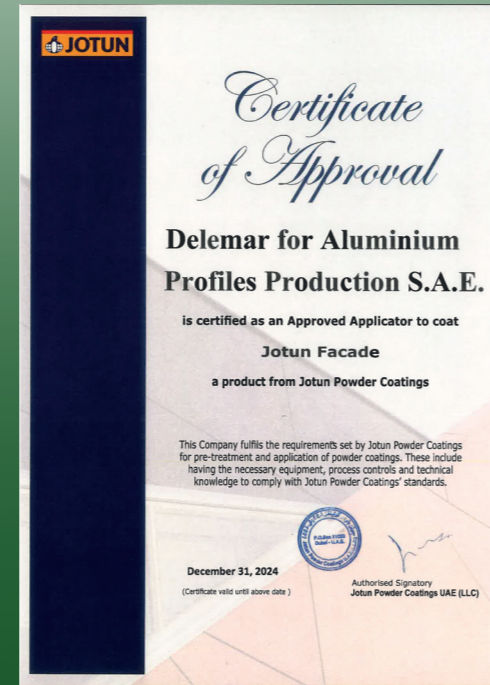 JOTUN
Certificate
of Approval
Delemar for Aluminium
Profiles Production S.A.E.
is certified as an Approved Applicator to coat
Jotun Facade
a product from Jotun Powder Coatings
This Company fulfils the requirements set by Jotun Powder Coatings
for pre-treatment and application of powder coatings. These include
having the necessary equipment, process controls and technical
knowledge to comply with Jotun Powder Coatings' standards.
P.O.Box 51033
Dubai - U.A.E.
December 31, 2024
(Certificate valid until above date )
Authorised Signatory
Jotun Powder Coatings UAE (LLC)